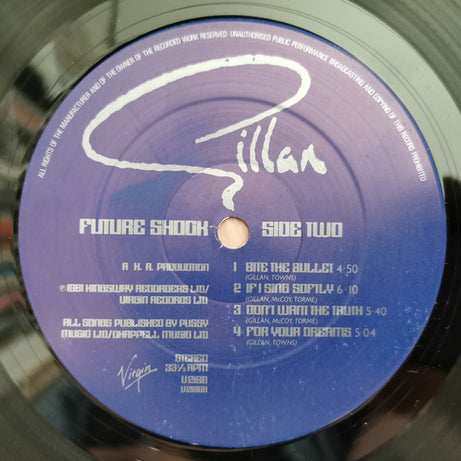 ALL RIGHTS OF THE MANUFACTURER AND OF THE OWNER OF THE RECORDED WORK RESERVED · UNAUTHORISED PUBLIC PERFORMANCE BROADCASTING AND COPYING OF THIS RECORD PROHIBITED
Gillan
FUTURE SHOCK SIDE TWO
A K. A. PRODUCTION
℗1981 KINGSWAY RECORDERS LTD/
VIRGIN RECORDS LTD
ALL SONGS PUBLISHED BY PUSSY
MUSIC LTD/CHAPPELL MUSIC LTD
1 BITE THE BULLET 4·50
(GILLAN, TOWNS)
2 IF I SING SOFTLY 6·10
(GILLAN, McCOY, TORMÉ)
3 DON'T WANT THE TRUTH 5·40
(GILLAN, McCOY, TORMÉ)
4 FOR YOUR DREAMS 5·04
(GILLAN, TOWNS)
Virgin
STEREO
33⅓ RPM
V2196